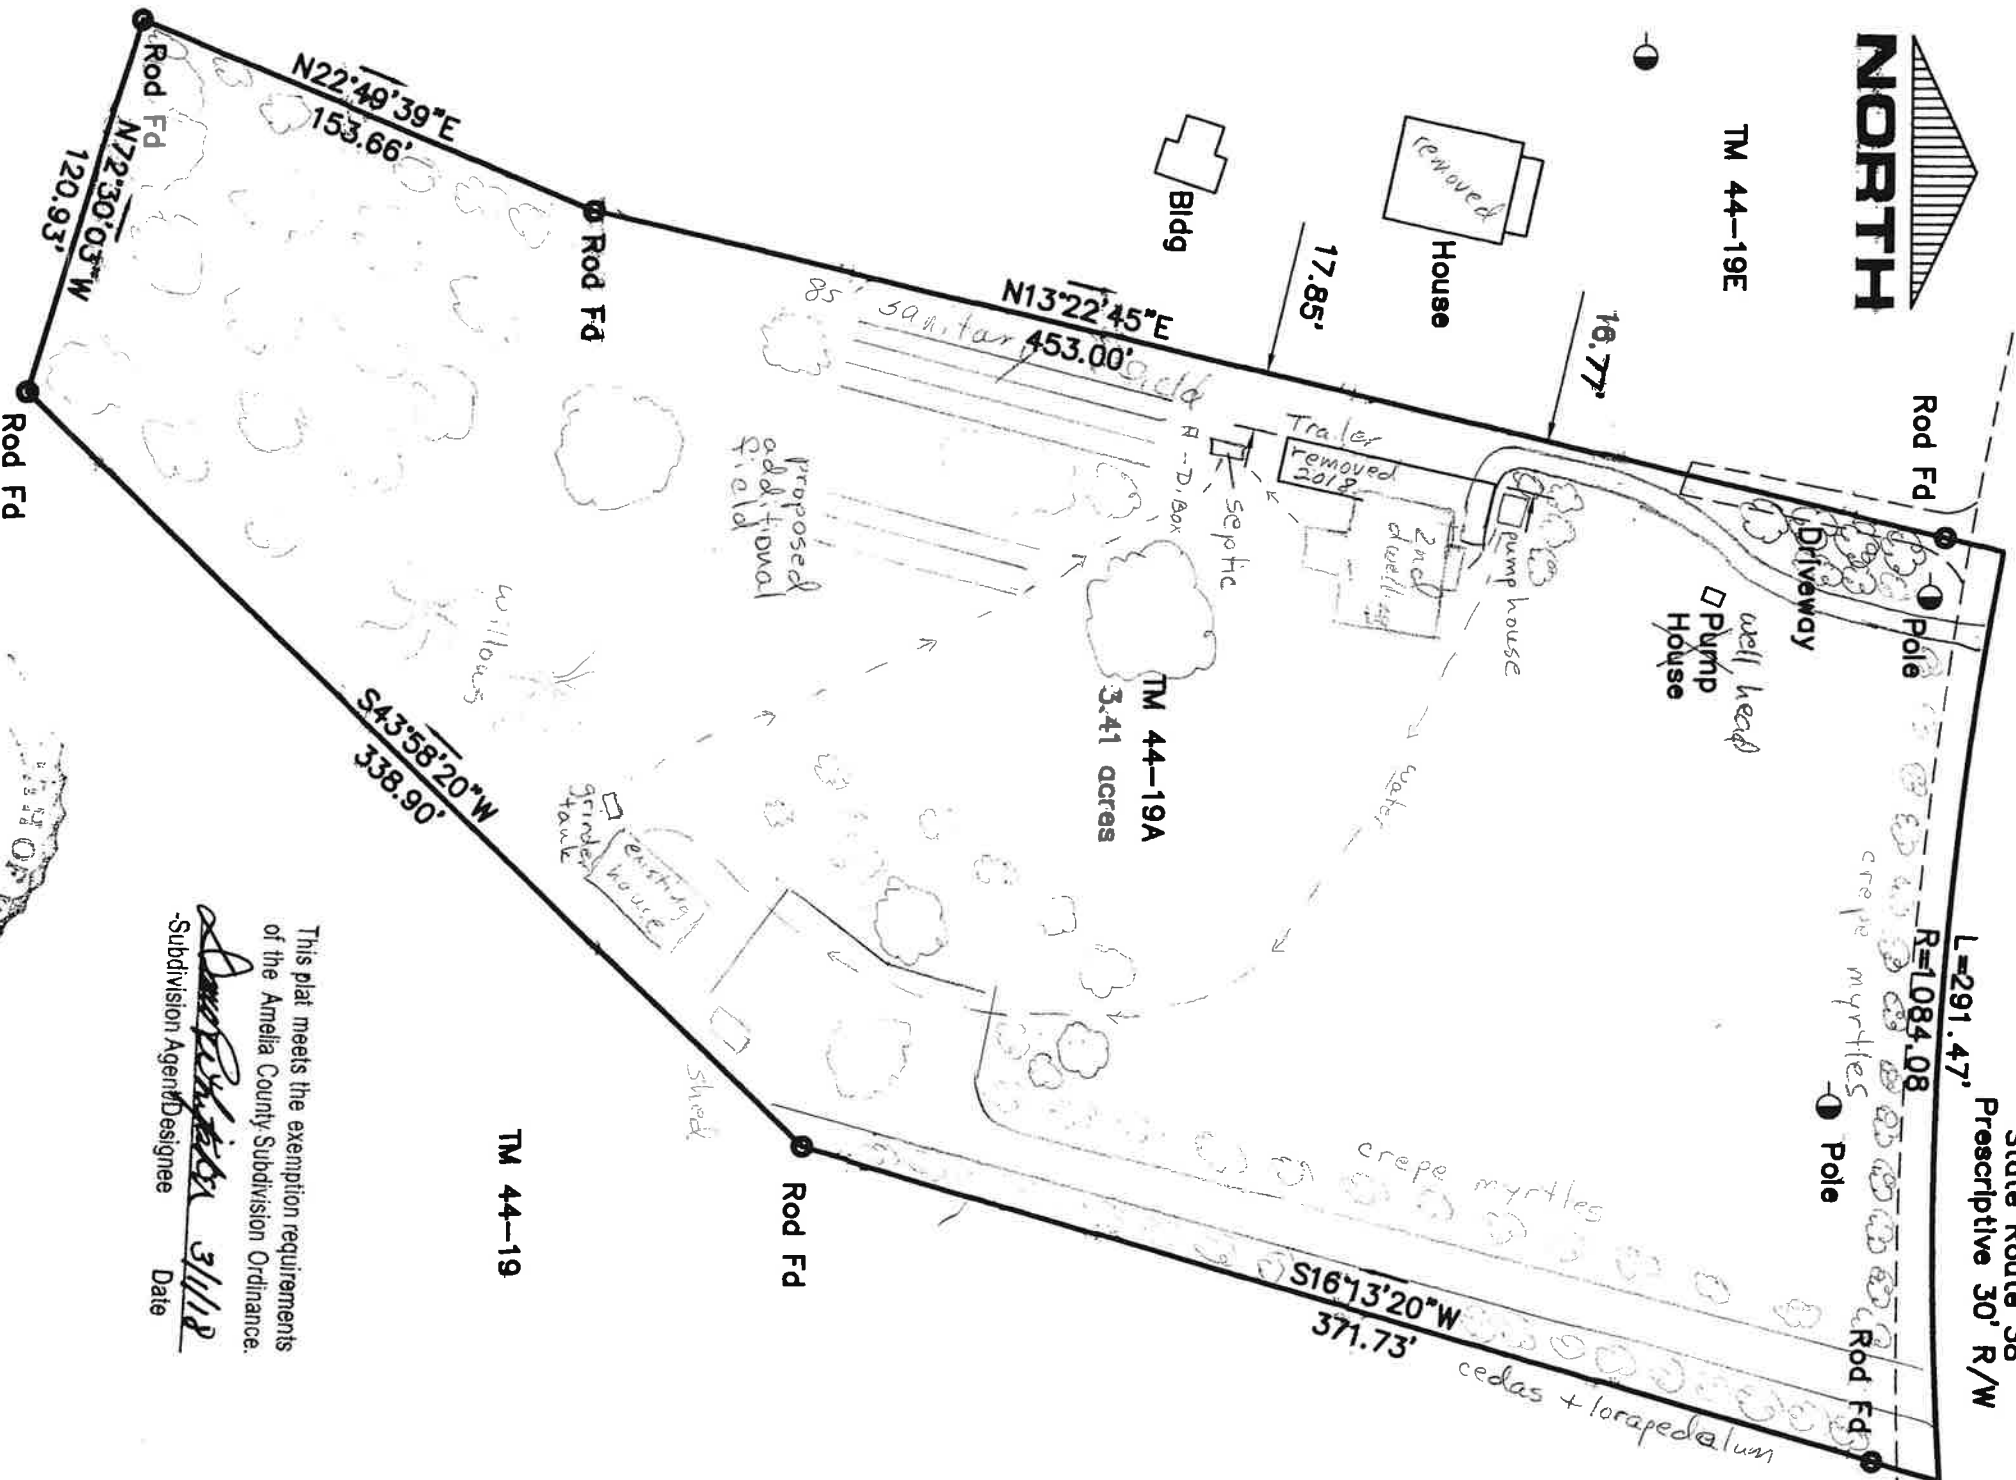 NORTH
TM 44-19E
State Route 38
Prescriptive 30' R/W
L=291.47'
R=1084.08
Rod Fd
Pole
Driveway
well head
Pump
House
crepe myrtles
Pole
Rod Fd
16.77'
House
removed
17.85'
Bldg
pump house
2nd
dwelling
Trailer
removed
2018
septic
D.Box
N13°22'45"E
453.00'
85' sanitary field
water
TM 44-19A
3.41 acres
crepe myrtles
S16°13'20"W
371.73'
cedas + lorapedalum
proposed
additional
field
Rod Fd
N22°49'39"E
153.66'
Rod Fd
N72°30'03"W
120.93'
Rod Fd
willows
S43°58'20"W
338.90'
grinder
tank
existing
house
shed
Rod Fd
TM 44-19
This plat meets the exemption requirements
of the Amelia County Subdivision Ordinance.
3/1/18
-Subdivision Agent/Designee Date